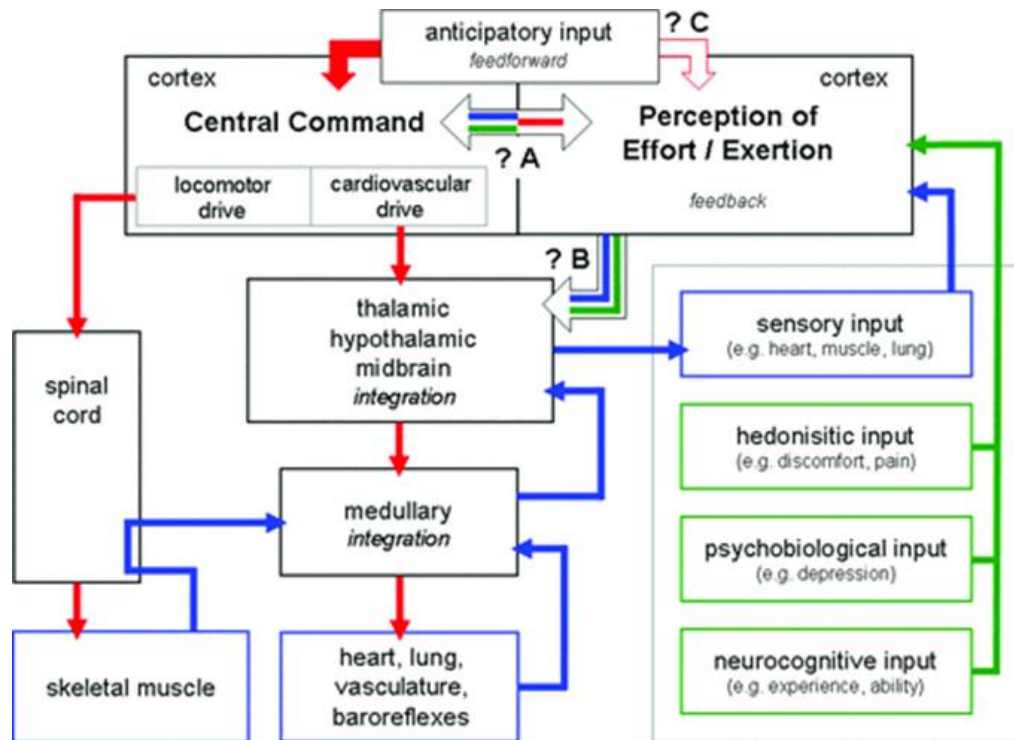 anticipatory input
feedforward
? C
cortex
cortex
Central Command
Perception of
Effort / Exertion
? A
locomotor
drive
cardiovascular
drive
feedback
? B
thalamic
hypothalamic
midbrain
integration
sensory input
(e.g. heart, muscle, lung)
spinal
cord
hedonisitic input
(e.g. discomfort, pain)
medullary
integration
psychobiological input
(e.g. depression)
skeletal muscle
heart, lung,
vasculature,
baroreflexes
neurocognitive input
(e.g. experience, ability)